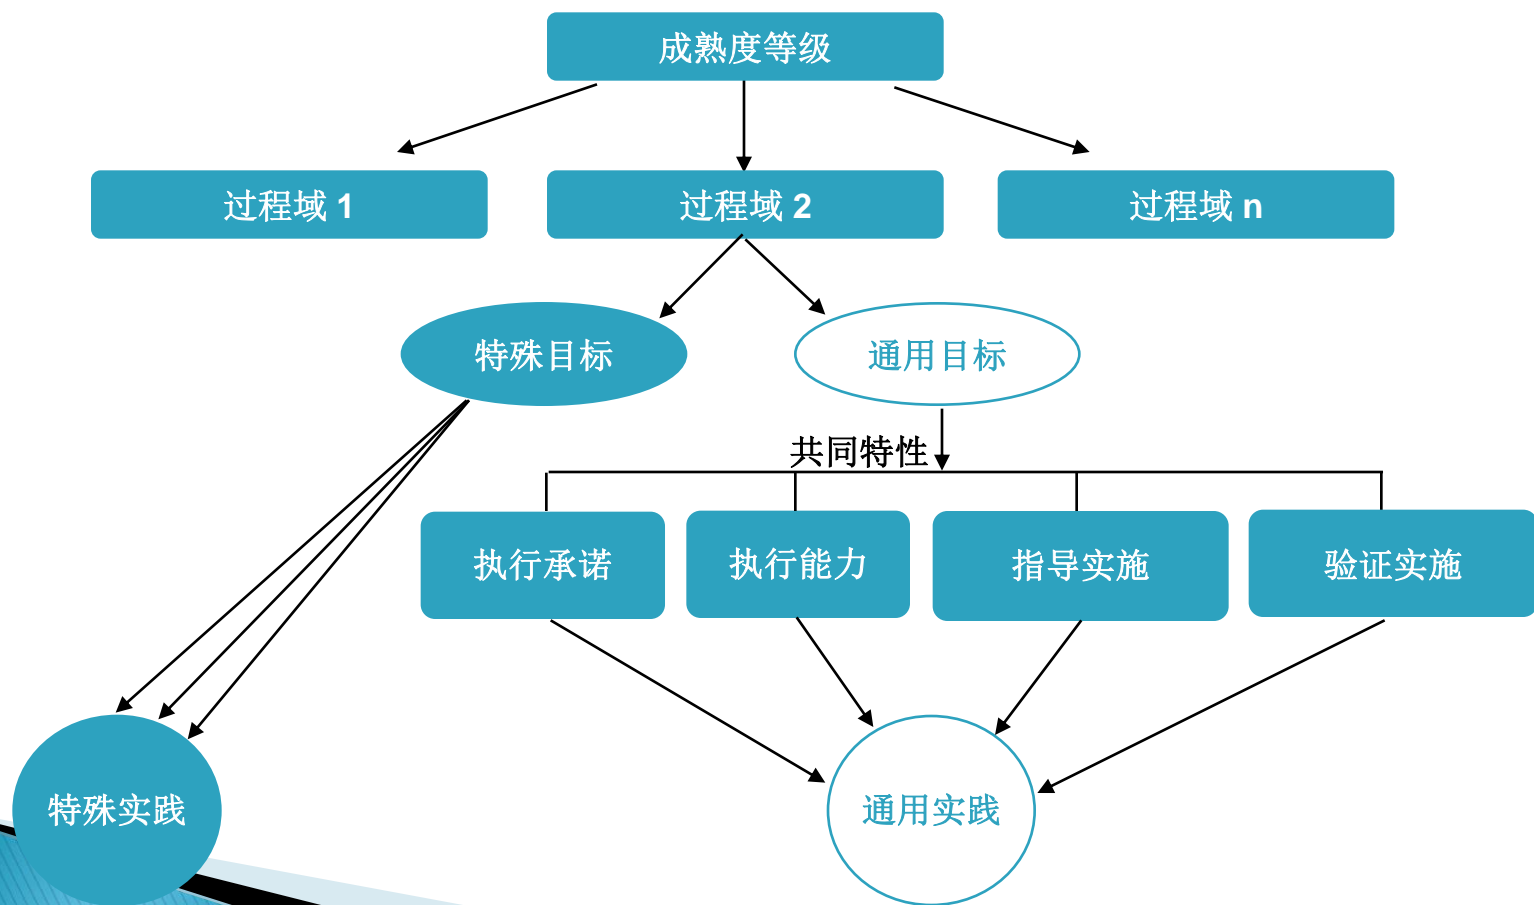 成熟度等级
过程域 1
过程域 2
过程域 n
特殊目标
通用目标
共同特性
执行承诺
执行能力
指导实施
验证实施
特殊实践
通用实践